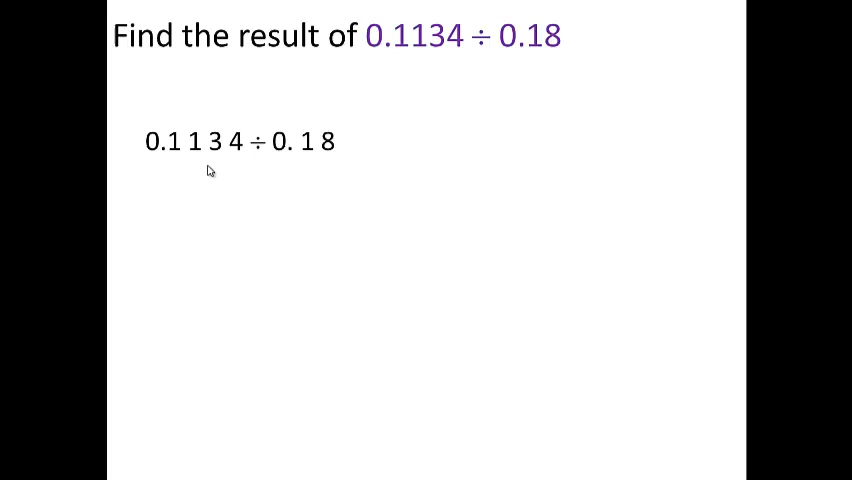 Find the result of 0.1134 ÷ 0.18
0.1 1 3 4 ÷ 0. 1 8